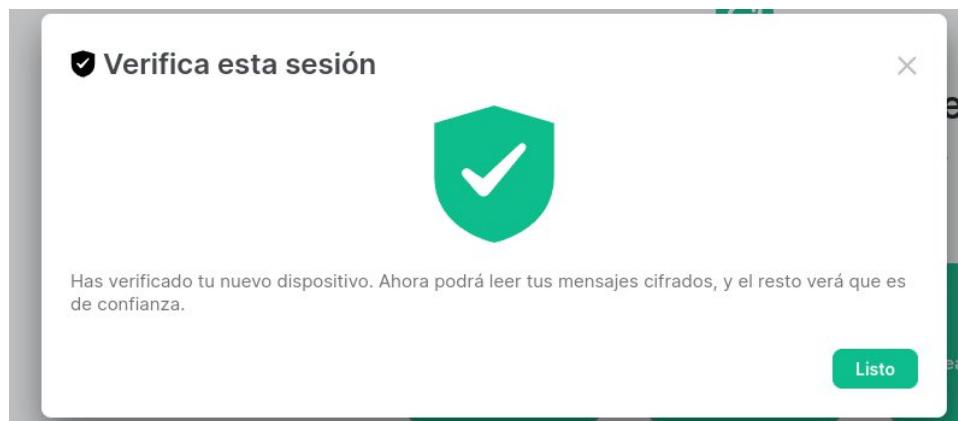 Verifica esta sesión
Has verificado tu nuevo dispositivo. Ahora podrá leer tus mensajes cifrados, y el resto verá que es
de confianza.
Listo